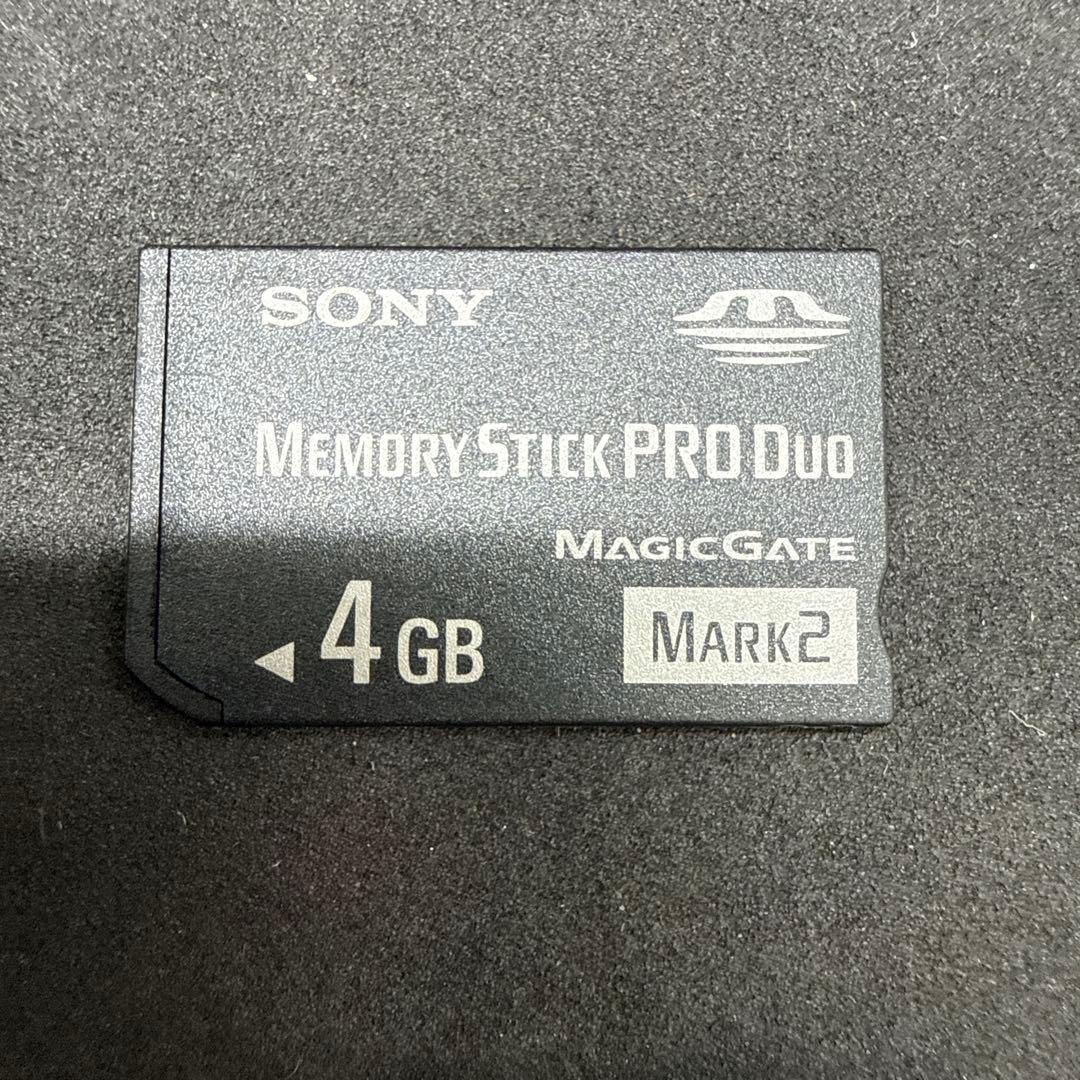 SONY
MEMORY STICK PRO DUO
MAGICGATE
4 GB
MARK2